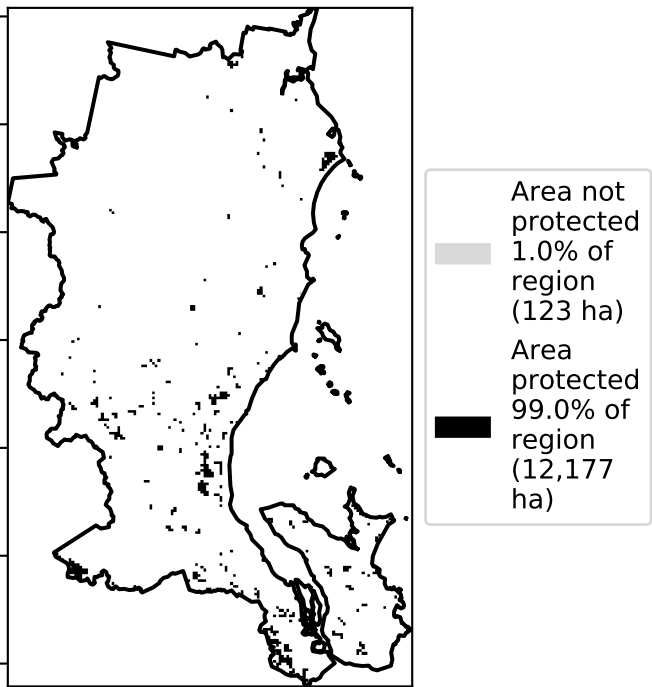 Area not
protected
1.0% of
region
(123 ha)
Area
protected
99.0% of
region
(12,177
ha)